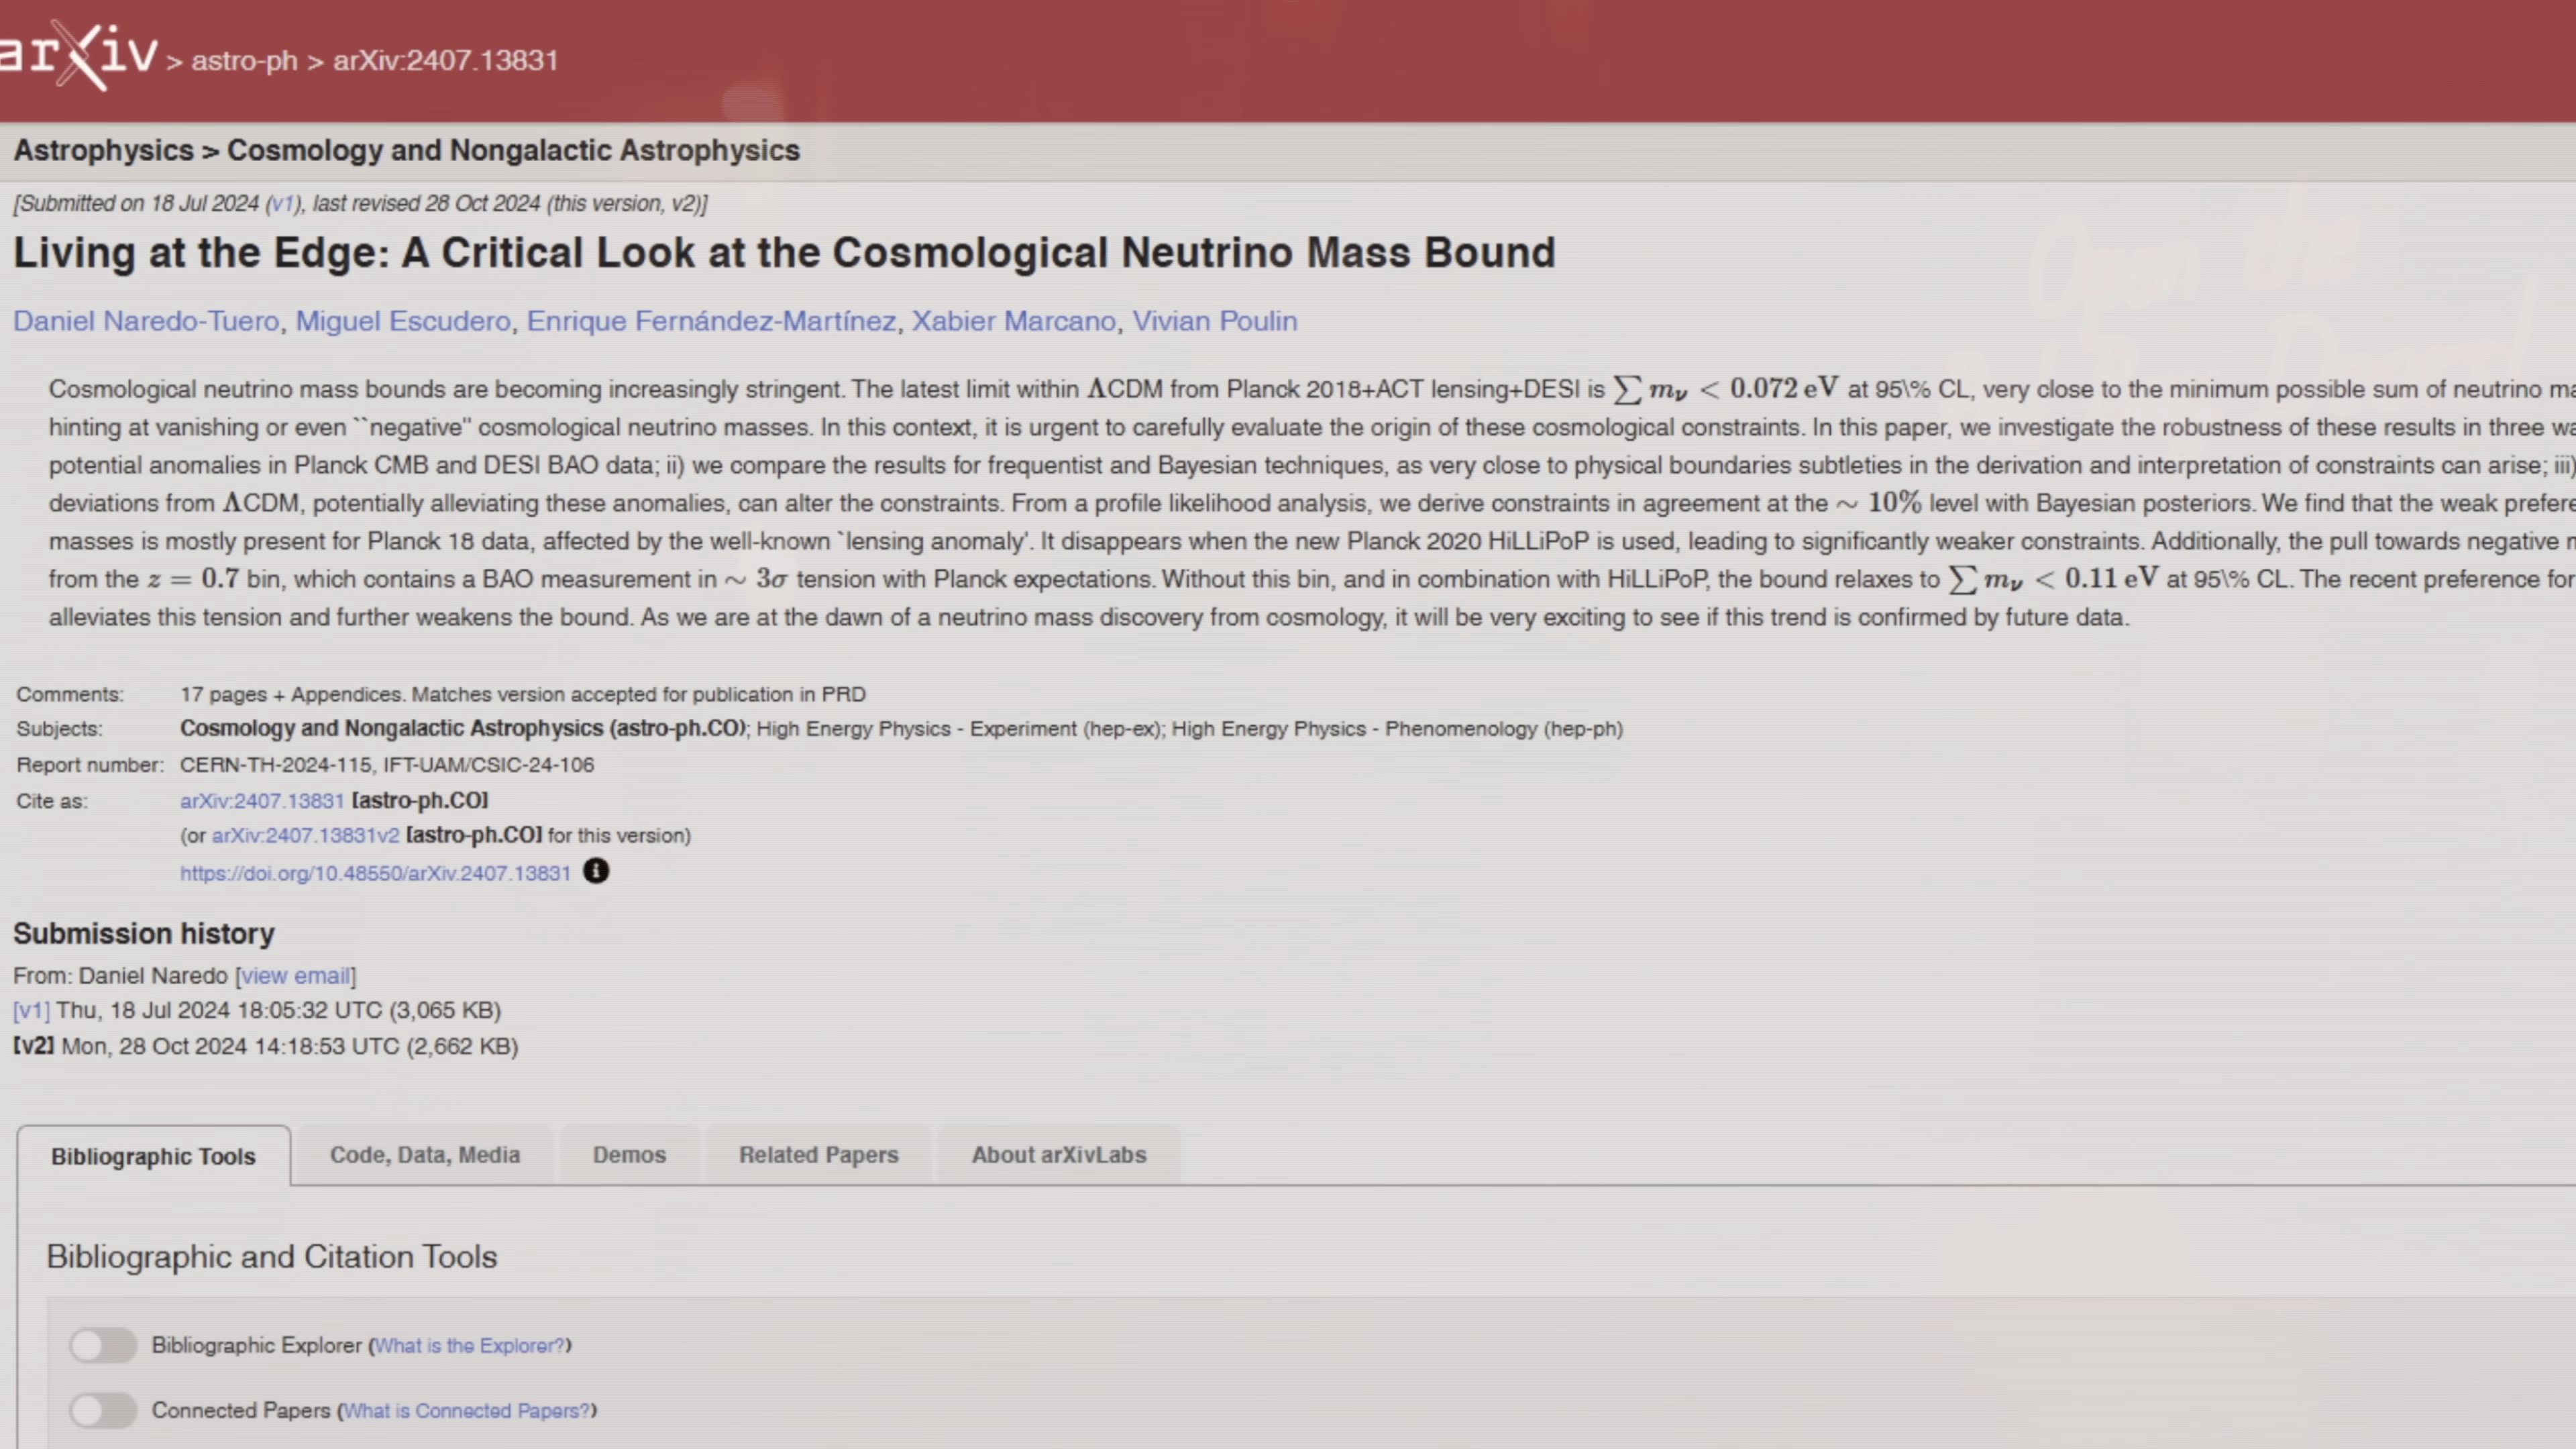 arXiv > astro-ph > arXiv:2407.13831
Astrophysics > Cosmology and Nongalactic Astrophysics
[Submitted on 18 Jul 2024 (v1), last revised 28 Oct 2024 (this version, v2)]
Living at the Edge: A Critical Look at the Cosmological Neutrino Mass Bound
Open the
Daniel Naredo-Tuero, Miguel Escudero, Enrique Fernández-Martínez, Xabier Marcano, Vivian Poulin
Doors!
Cosmological neutrino mass bounds are becoming increasingly stringent. The latest limit within ΛCDM from Planck 2018+ACT lensing+DESI is ∑ mν < 0.072 eV at 95\% CL, very close to the minimum possible sum of neutrino
hinting at vanishing or even ``negative'' cosmological neutrino masses. In this context, it is urgent to carefully evaluate the origin of these cosmological constraints. In this paper, we investigate the robustness of these results in three
potential anomalies in Planck CMB and DESI BAO data; ii) we compare the results for frequentist and Bayesian techniques, as very close to physical boundaries subtleties in the derivation and interpretation of constraints can arise; iii)
deviations from ΛCDM, potentially alleviating these anomalies, can alter the constraints. From a profile likelihood analysis, we derive constraints in agreement at the ∼ 10% level with Bayesian posteriors. We find that the weak
masses is mostly present for Planck 18 data, affected by the well-known `lensing anomaly'. It disappears when the new Planck 2020 HiLLiPoP is used, leading to significantly weaker constraints. Additionally, the pull towards negative
from the z = 0.7 bin, which contains a BAO measurement in ∼ 3σ tension with Planck expectations. Without this bin, and in combination with HiLLiPoP, the bound relaxes to ∑ mν < 0.11 eV at 95\% CL. The recent preference for
alleviates this tension and further weakens the bound. As we are at the dawn of a neutrino mass discovery from cosmology, it will be very exciting to see if this trend is confirmed by future data.
Comments: 17 pages + Appendices. Matches version accepted for publication in PRD
Subjects: Cosmology and Nongalactic Astrophysics (astro-ph.CO); High Energy Physics - Experiment (hep-ex); High Energy Physics - Phenomenology (hep-ph)
Report number: CERN-TH-2024-115, IFT-UAM/CSIC-24-106
Cite as: arXiv:2407.13831 [astro-ph.CO]
(or arXiv:2407.13831v2 [astro-ph.CO] for this version)
https://doi.org/10.48550/arXiv.2407.13831
Submission history
From: Daniel Naredo [view email]
[v1] Thu, 18 Jul 2024 18:05:32 UTC (3,065 KB)
[v2] Mon, 28 Oct 2024 14:18:53 UTC (2,662 KB)
Bibliographic Tools Code, Data, Media Demos Related Papers About arXivLabs
Bibliographic and Citation Tools
Bibliographic Explorer (What is the Explorer?)
Connected Papers (What is Connected Papers?)